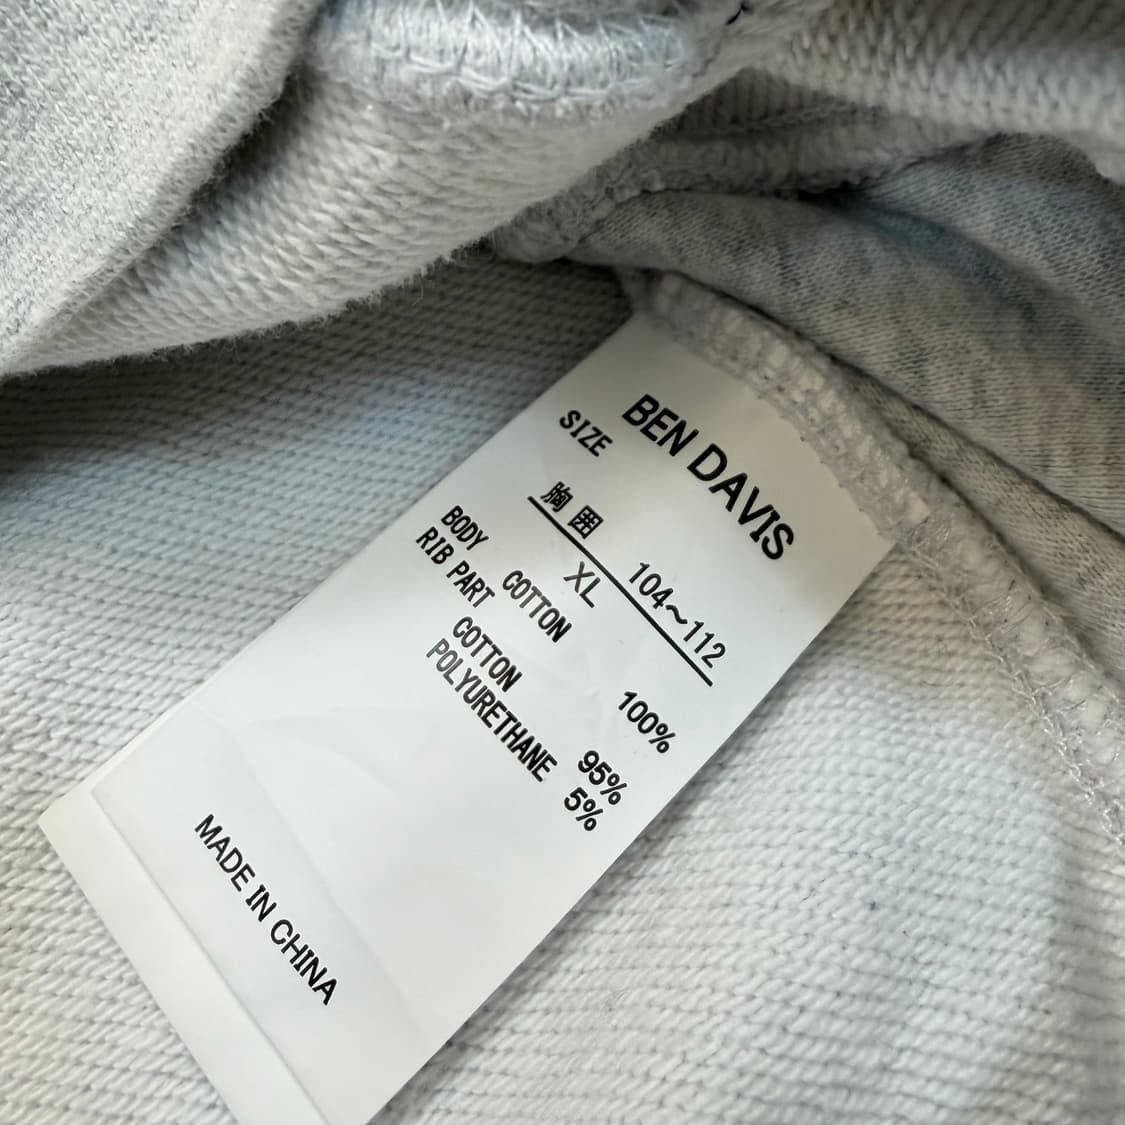 BEN DAVIS
SIZE
胸囲 104～112
XL
BODY
COTTON 100%
RIB PART
COTTON 95%
POLYURETHANE 5%
MADE IN CHINA